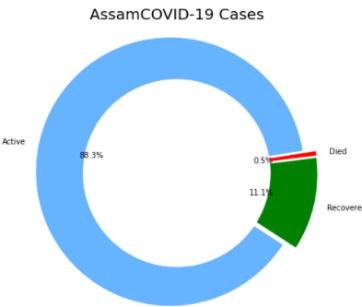 AssamCOVID-19 Cases
Active
88.3%
0.5%
Died
11.1%
Recovere